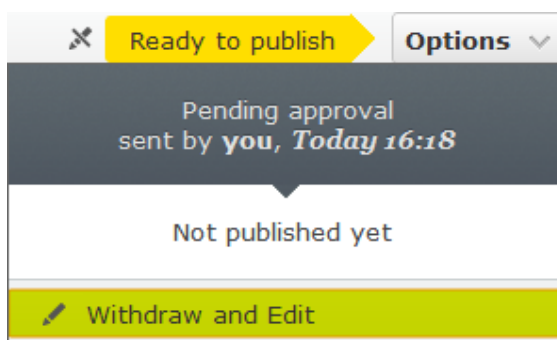 Ready to publish Options
Pending approval
sent by you, Today 16:18
Not published yet
Withdraw and Edit